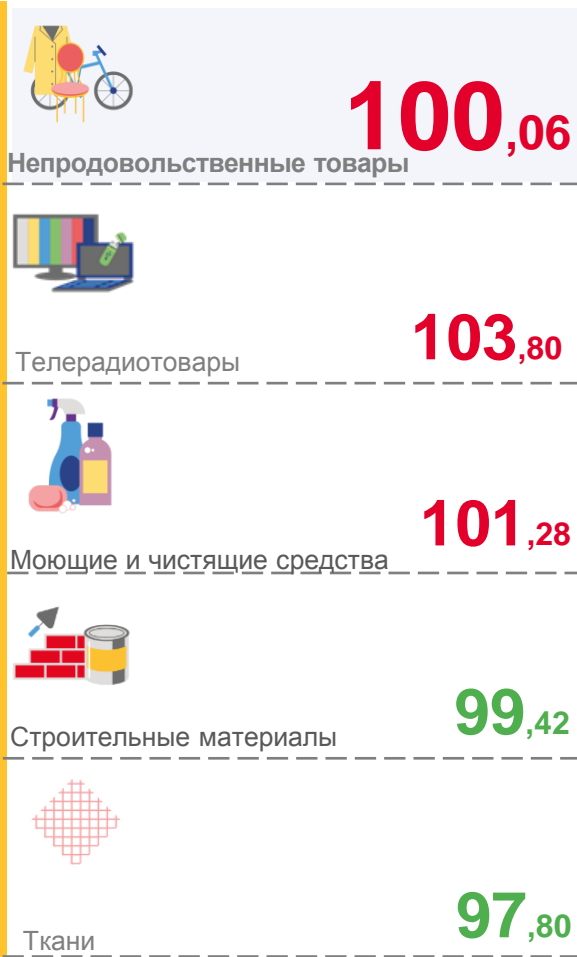 100,06
Непродовольственные товары
103,80
Телерадиотовары
101,28
Моющие и чистящие средства
99,42
Строительные материалы
97,80
Ткани